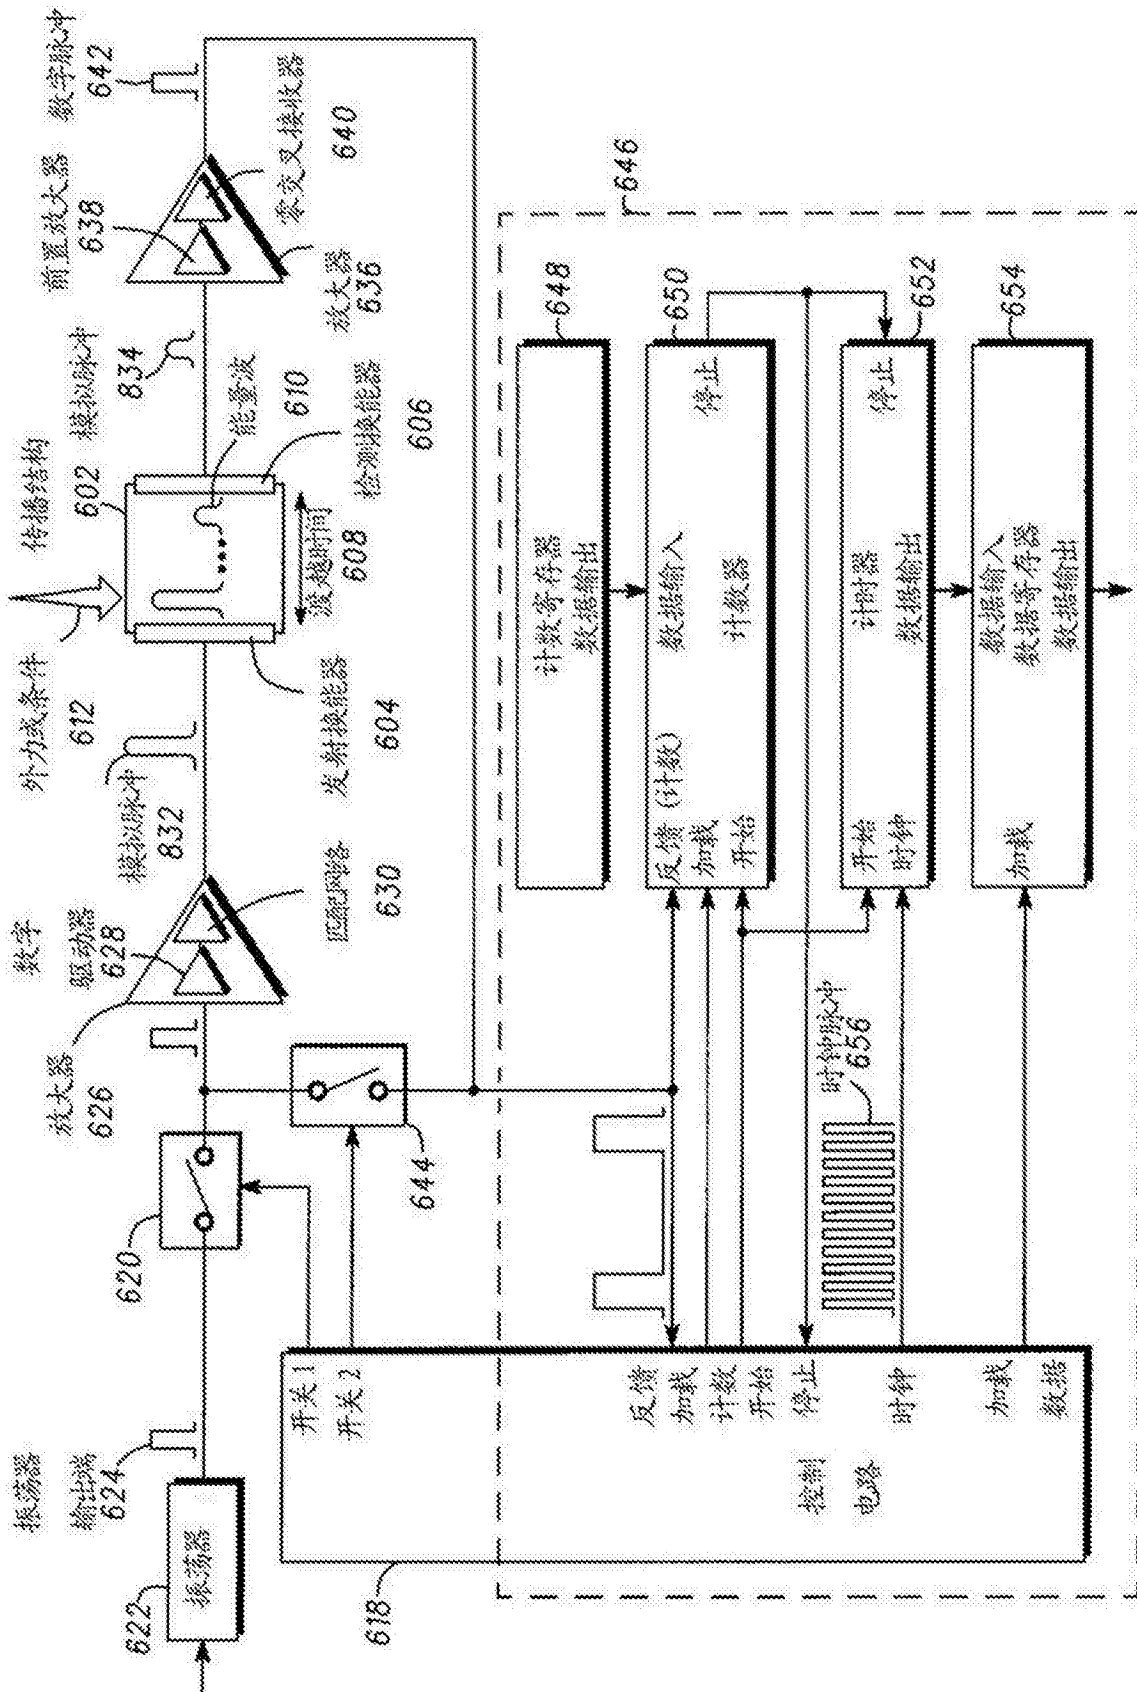 振荡器
输出端
624
622
振荡器
620
放大器
626
数字
驱动器
628
匹配网络
630
模拟脉冲
832
外力或条件
612
发射换能器
604
传播结构
602
渡越时间
608
能量波
610
检测换能器
606
模拟脉冲
834
前置放大器
638
放大器
636
零交叉接收器
640
数字脉冲
642
644
646
618
开关 1
开关 2
反馈
加载
计数
开始
停止
时钟
加载
数据
控制
电路
时钟脉冲
656
648
计数寄存器
数据输出
650
反馈 (计数)
加载
开始
数据输入
计数器
停止
652
开始
时钟
计时器
数据输出
停止
654
加载
数据输入
数据寄存器
数据输出